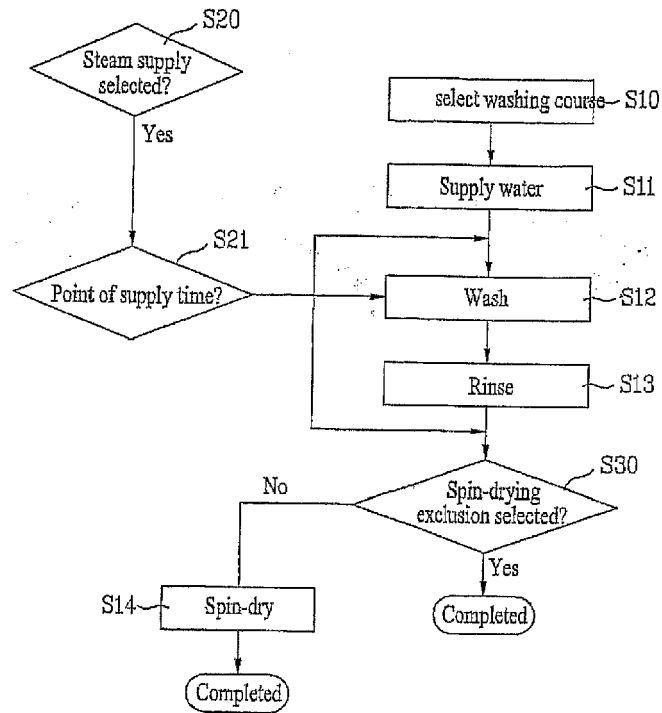 S20
Steam supply
selected?
Yes
select washing course
S10
Supply water
S11
S21
Point of supply time?
Wash
S12
Rinse
S13
S30
Spin-drying
exclusion selected?
No
Yes
S14
Spin-dry
Completed
Completed